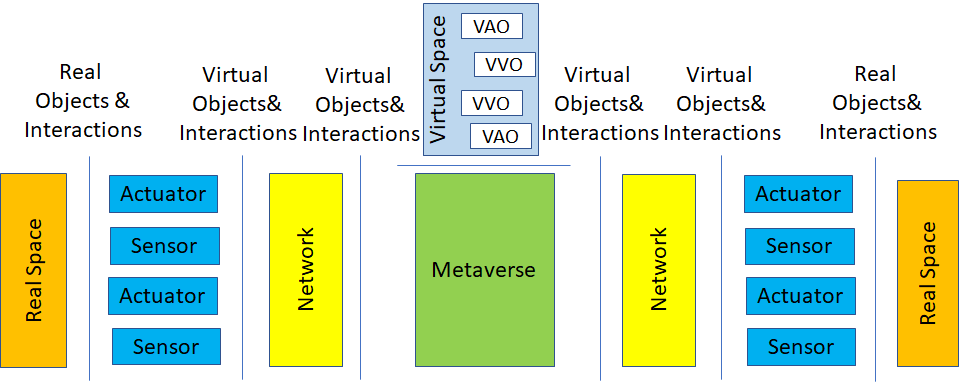 Real
Objects &
Interactions
Virtual
Objects&
Interactions
Virtual
Objects&
Interactions
Virtual Space
VAO
VVO
VVO
VAO
Virtual
Objects&
Interactions
Virtual
Objects&
Interactions
Real
Objects&
Interactions
Real Space
Actuator
Sensor
Actuator
Sensor
Network
Metaverse
Network
Actuator
Sensor
Actuator
Sensor
Real Space